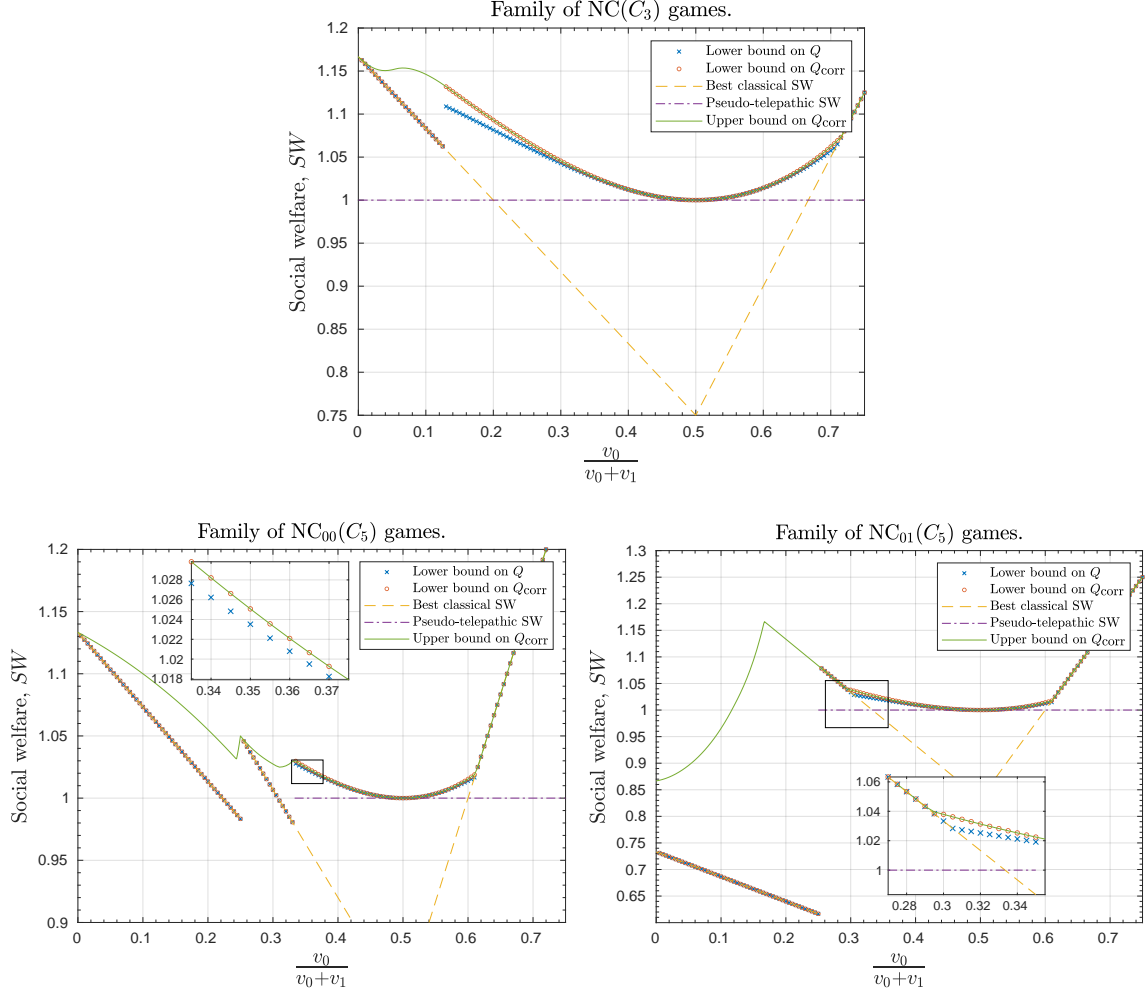 Family of NC(C₃) games.
Social welfare, SW
1.2
1.15
1.1
1.05
1
0.95
0.9
0.85
0.8
0.75
0
0.1
0.2
0.3
0.4
0.5
0.6
0.7
v₀
v₀+v₁
Lower bound on Q
Lower bound on Q_corr
Best classical SW
Pseudo-telepathic SW
Upper bound on Q_corr
Family of NC₀₀(C₅) games.
Social welfare, SW
1.2
1.15
1.1
1.05
1
0.95
0.9
0
0.1
0.2
0.3
0.4
0.5
0.6
0.7
v₀
v₀+v₁
1.028
1.026
1.024
1.022
1.02
1.018
0.34
0.35
0.36
0.37
Lower bound on Q
Lower bound on Q_corr
Best classical SW
Pseudo-telepathic SW
Upper bound on Q_corr
Family of NC₀₁(C₅) games.
Social welfare, SW
1.3
1.25
1.2
1.15
1.1
1.05
1
0.95
0.9
0.85
0.8
0.75
0.7
0.65
0
0.1
0.2
0.3
0.4
0.5
0.6
0.7
v₀
v₀+v₁
Lower bound on Q
Lower bound on Q_corr
Best classical SW
Pseudo-telepathic SW
Upper bound on Q_corr
1.06
1.04
1.02
1
0.28
0.3
0.32
0.34